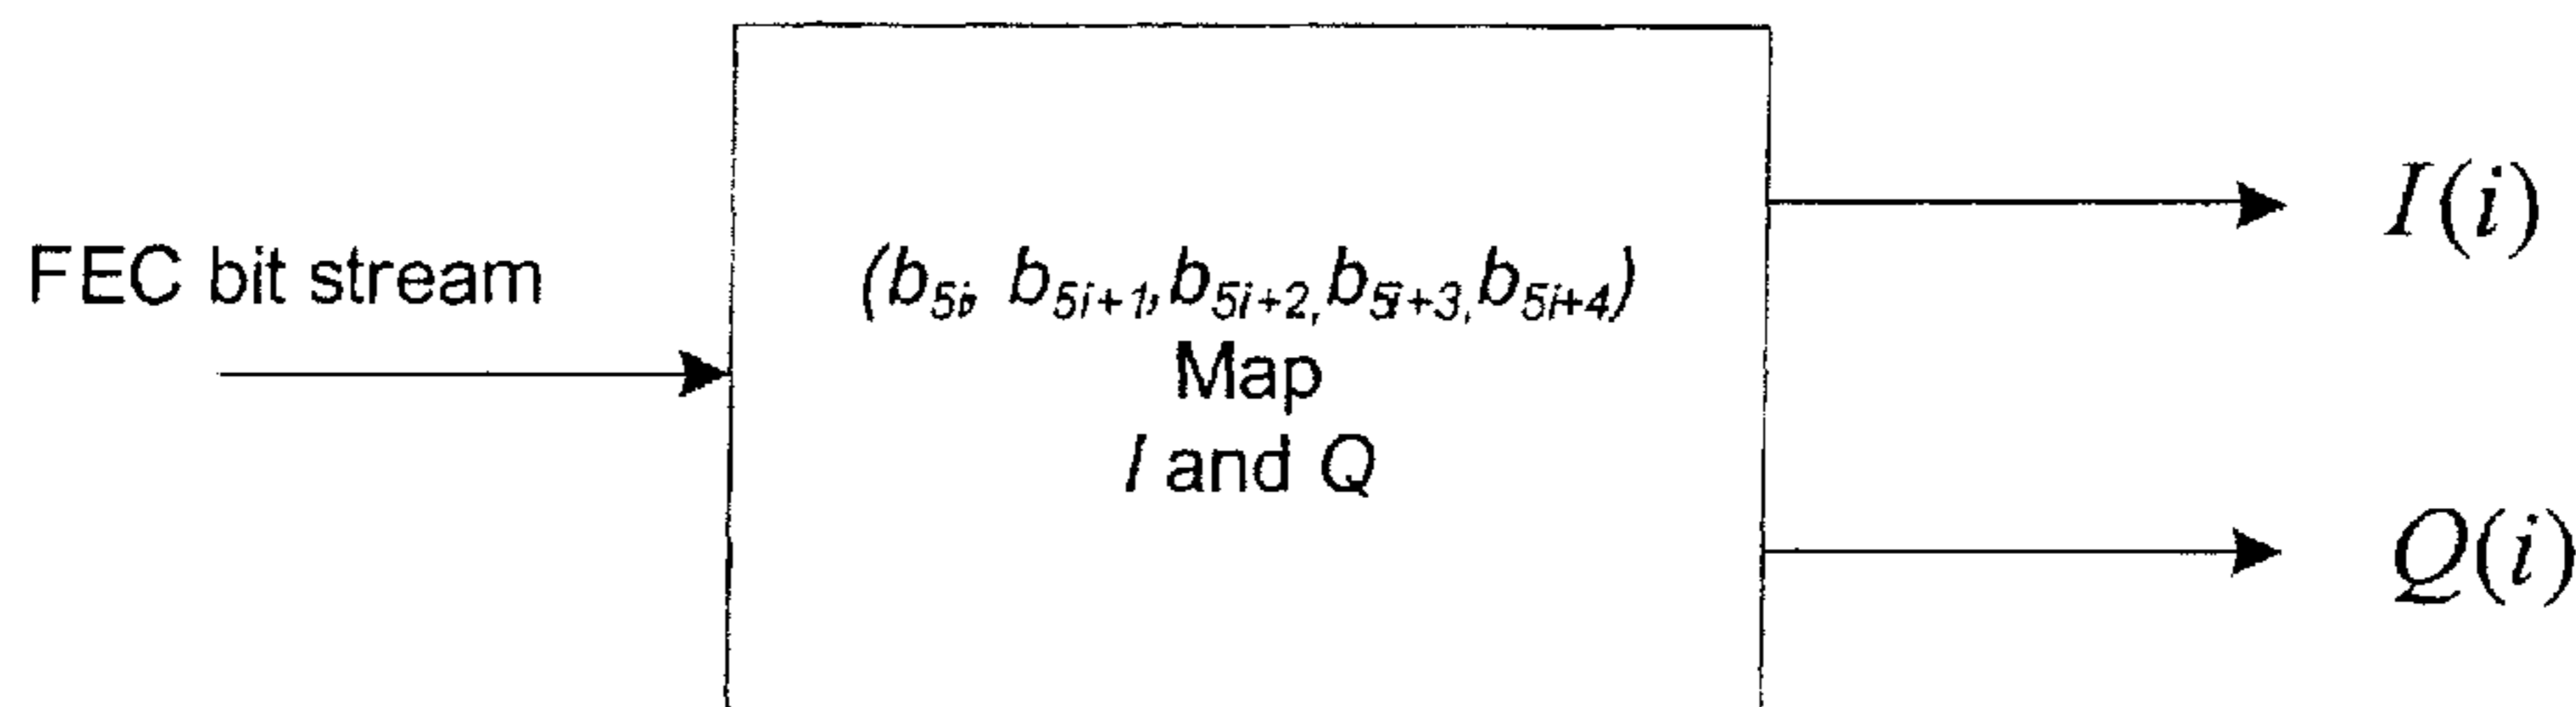 FEC bit stream
(b5i, b5i+1, b5i+2, b5i+3, b5i+4)
Map
I and Q
I(i)
Q(i)